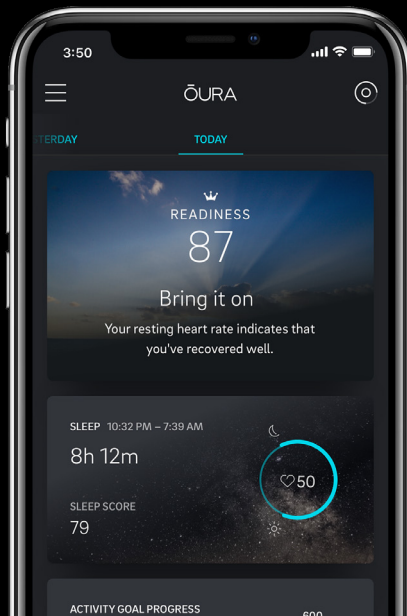 3:50
ŌURA
TERDAY
TODAY
READINESS
87
Bring it on
Your resting heart rate indicates that
you've recovered well.
SLEEP 10:32 PM – 7:39 AM
8h 12m
50
SLEEP SCORE
79
ACTIVITY GOAL PROGRESS
600